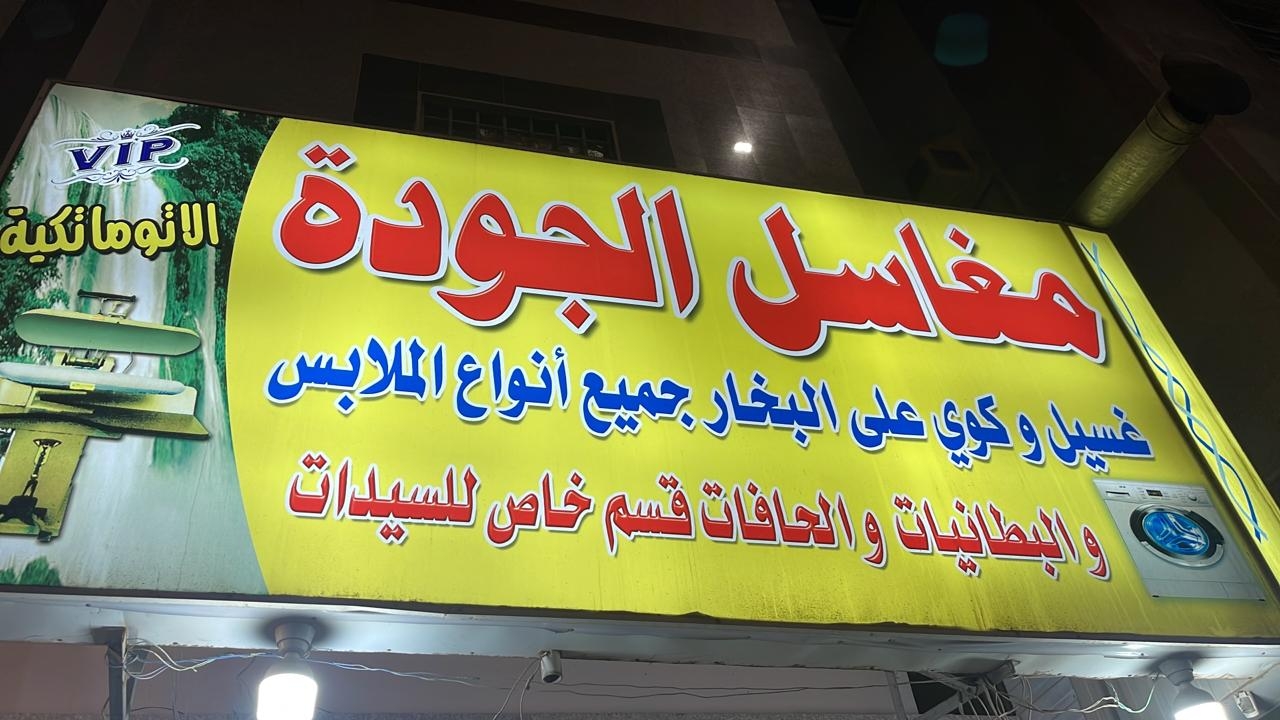 مغاسل الجودة
غسيل و كوي على البخار جميع أنواع الملابس
و البطانيات و الحافات قسم خاص للسيدات
VIP
الاتوماتكية